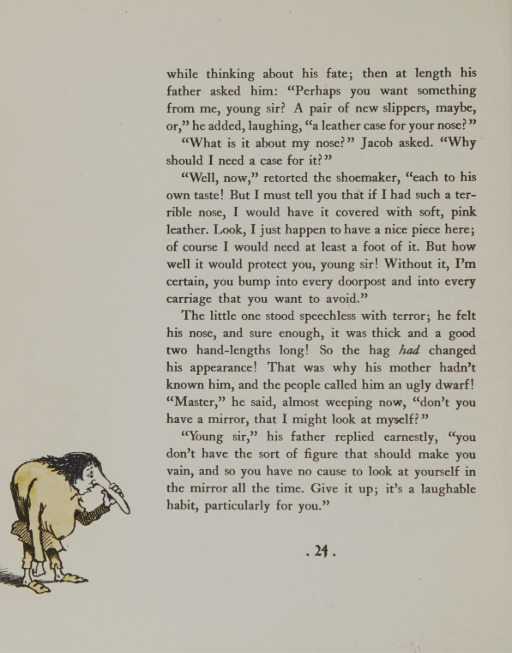 while thinking about his fate; then at length his
father asked him: “Perhaps you want something
from me, young sir? A pair of new slippers, maybe,
or,” he added, laughing, “a leather case for your nose?”
“What is it about my nose?” Jacob asked. “Why
should I need a case for it?”
“Well, now,” retorted the shoemaker, “each to his
own taste! But I must tell you that if I had such a ter-
rible nose, I would have it covered with soft, pink
leather. Look, I just happen to have a nice piece here;
of course I would need at least a foot of it. But how
well it would protect you, young sir! Without it, I’m
certain, you bump into every doorpost and into every
carriage that you want to avoid.”
The little one stood speechless with terror; he felt
his nose, and sure enough, it was thick and a good
two hand-lengths long! So the hag had changed
his appearance! That was why his mother hadn’t
known him, and the people called him an ugly dwarf!
“Master,” he said, almost weeping now, “don’t you
have a mirror, that I might look at myself?”
“Young sir,” his father replied earnestly, “you
don’t have the sort of figure that should make you
vain, and so you have no cause to look at yourself in
the mirror all the time. Give it up; it’s a laughable
habit, particularly for you.”
. 24 .